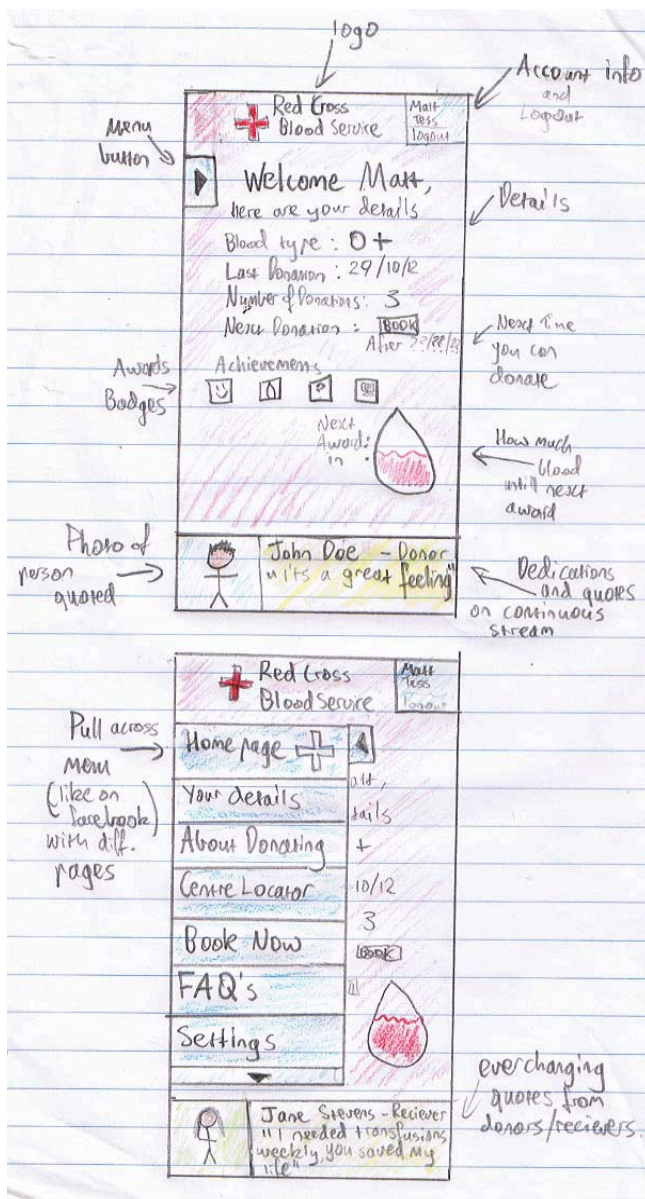 logo
Account info
and
Logout
Menu
button
Red Cross
Blood Service
Matt
Tess
logout
Welcome Matt,
here are your details
Details
Blood type : O+
Last Donation : 29/10/12
Number of Donations: 3
Next Donation : BOOK
After ??/??/??
Next time
you can
donate
Awards
Badges
Achievements
Next
Award:
in
How much
blood
intill next
award
Photo of
person
quoted
John Doe - Donor
"its a great feeling"
Dedications
and quotes
on continuous
stream
Red Cross
Blood Service
Matt
Tess
Logout
Pull across
menu
(like on
facebook)
with diff.
pages
Home page
Your details
About Donating
Centre Locator
Book Now
FAQ's
Settings
att,
tails
+
10/12
3
BOOK
Jane Stevens - Reciever
"I needed transfusions
weekly, you saved my
life"
everchanging
quotes from
donors/recievers